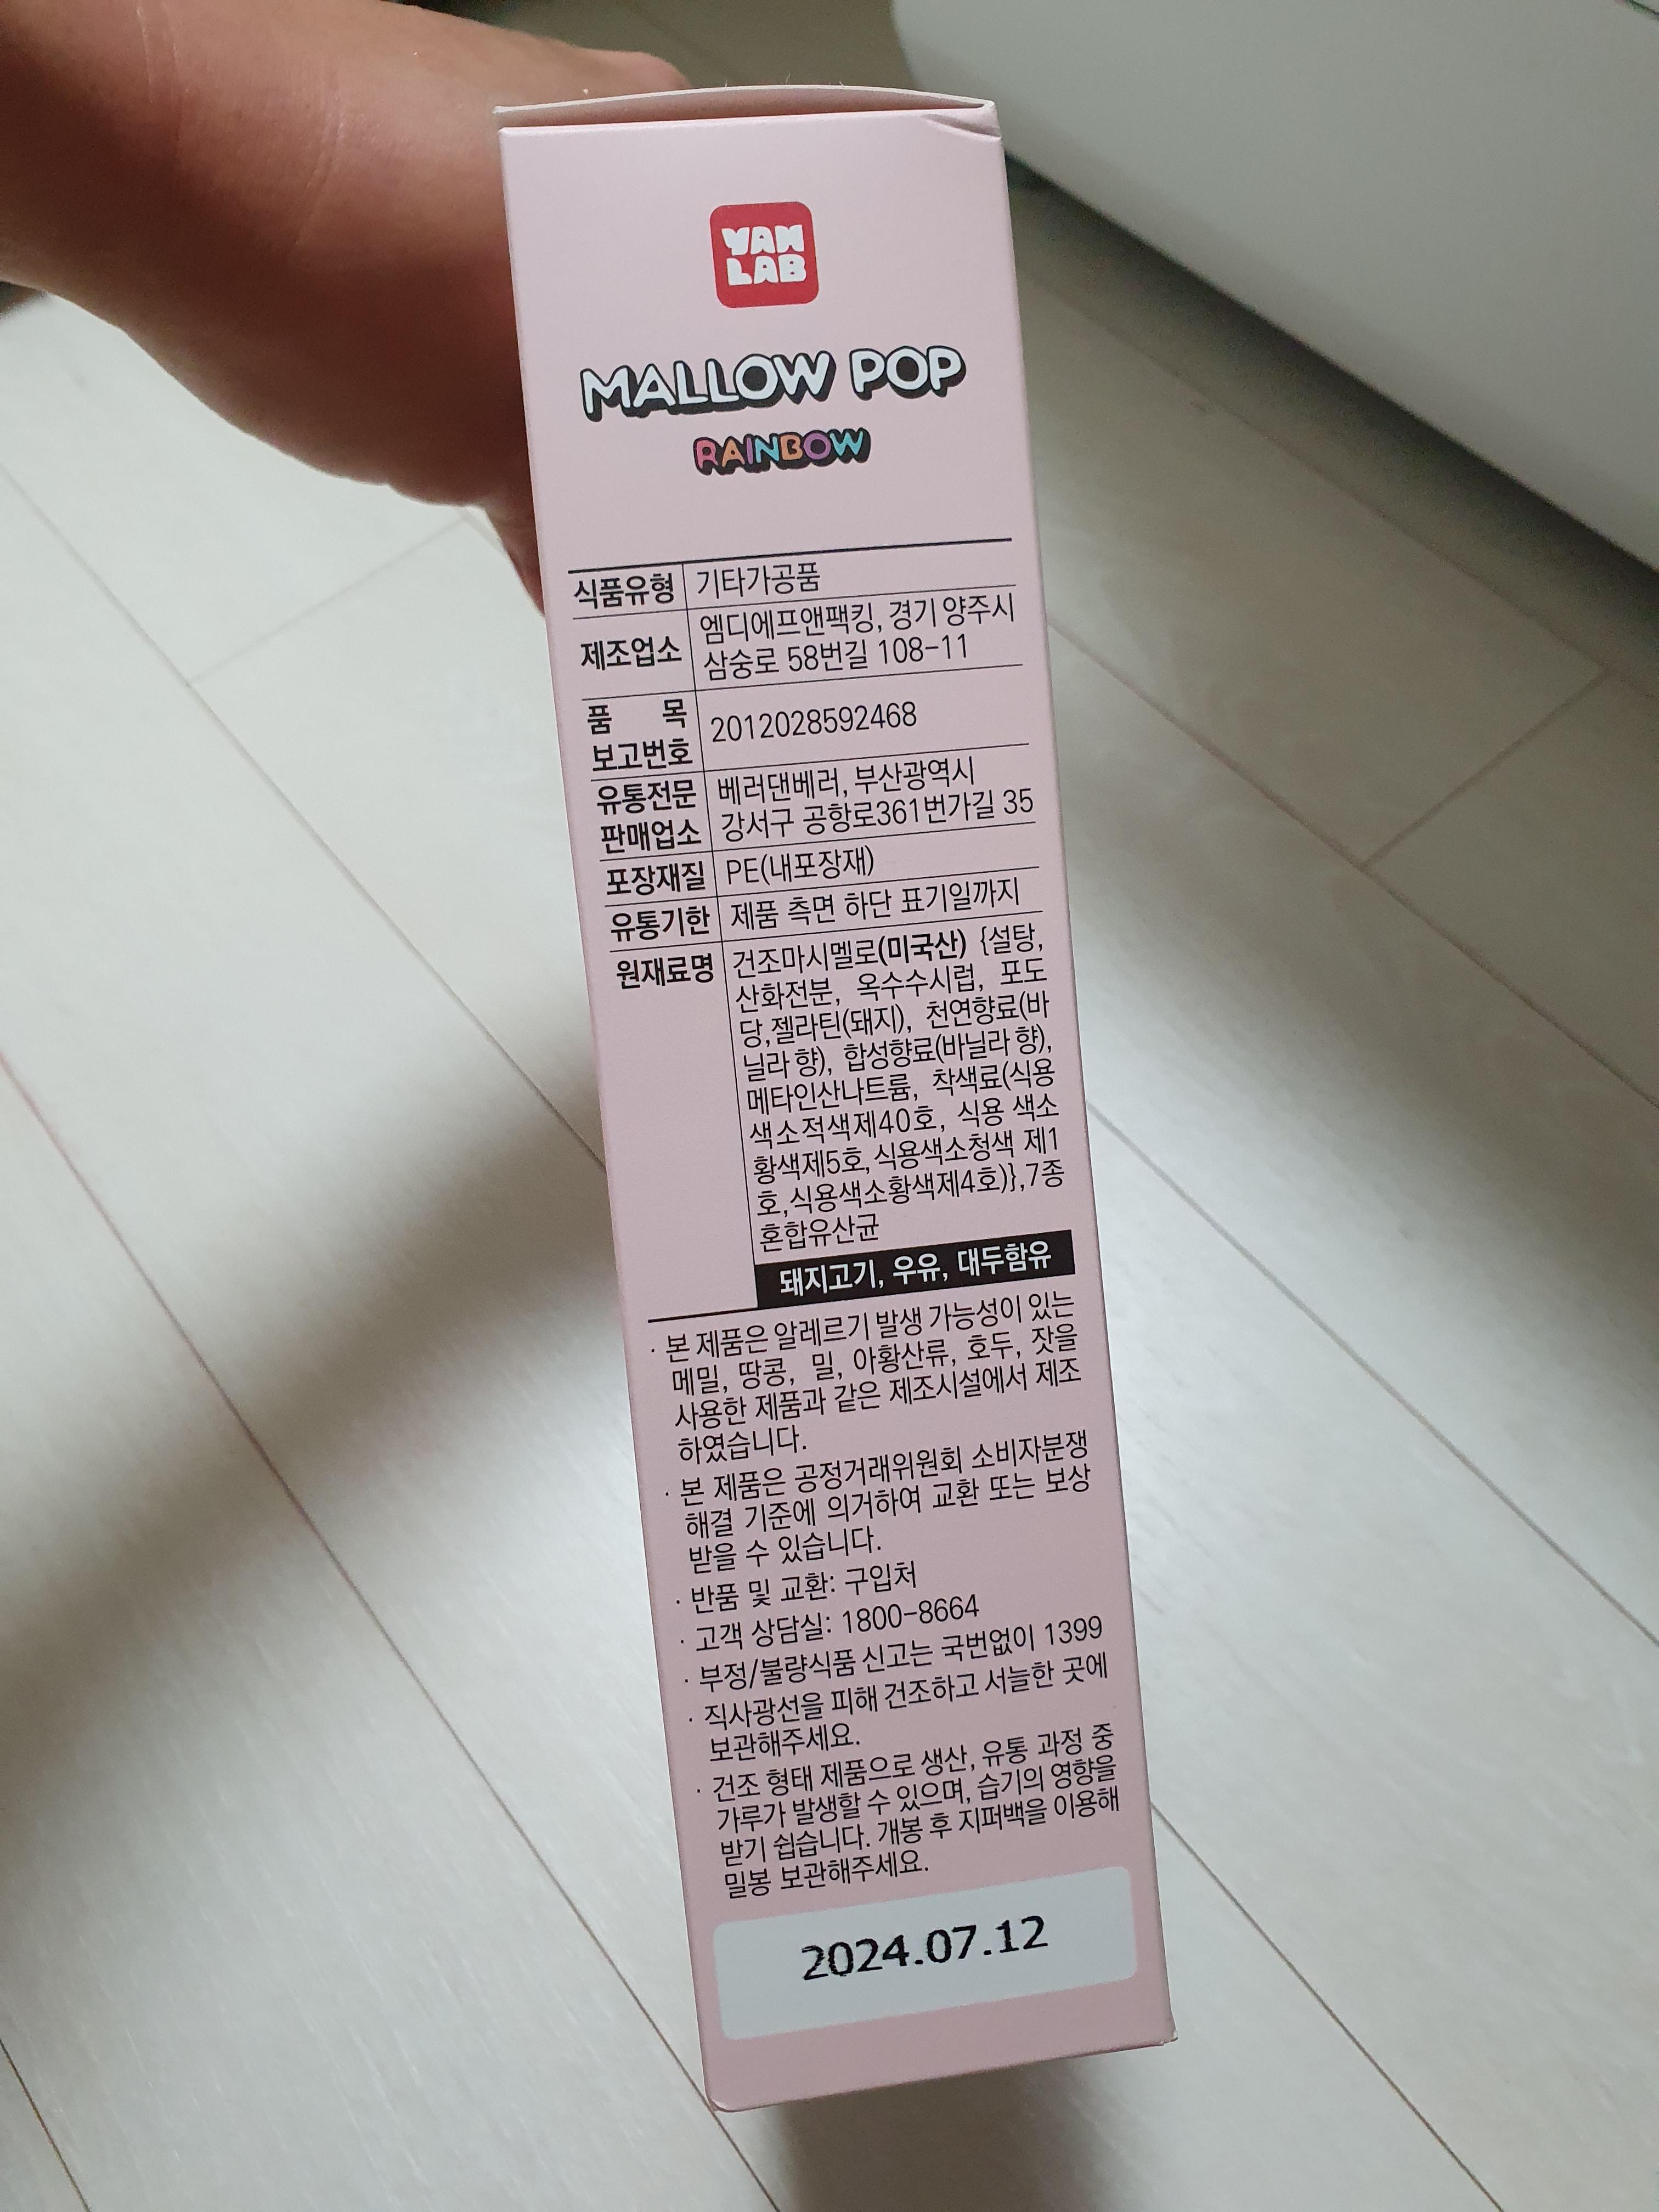 YAM
LAB
MALLOW POP
RAINBOW
식품유형 기타가공품
제조업소 엠디에프앤팩킹, 경기 양주시
삼숭로 58번길 108-11
품 목
보고번호 2012028592468
유통전문
판매업소 베러댄베러, 부산광역시
강서구 공항로361번가길 35
포장재질 PE(내포장재)
유통기한 제품 측면 하단 표기일까지
원재료명 건조마시멜로(미국산) {설탕,
산화전분, 옥수수시럽, 포도
당,젤라틴(돼지), 천연향료(바
닐라 향), 합성향료(바닐라 향),
메타인산나트륨, 착색료(식용
색소적색제40호, 식용 색소
황색제5호,식용색소청색 제1
호,식용색소황색제4호)},7종
혼합유산균
돼지고기, 우유, 대두함유
· 본 제품은 알레르기 발생 가능성이 있는
메밀, 땅콩, 밀, 아황산류, 호두, 잣을
사용한 제품과 같은 제조시설에서 제조
하였습니다.
· 본 제품은 공정거래위원회 소비자분쟁
해결 기준에 의거하여 교환 또는 보상
받을 수 있습니다.
· 반품 및 교환: 구입처
· 고객 상담실: 1800-8664
· 부정/불량식품 신고는 국번없이 1399
· 직사광선을 피해 건조하고 서늘한 곳에
보관해주세요.
· 건조 형태 제품으로 생산, 유통 과정 중
가루가 발생할 수 있으며, 습기의 영향을
받기 쉽습니다. 개봉 후 지퍼백을 이용해
밀봉 보관해주세요.
2024.07.12